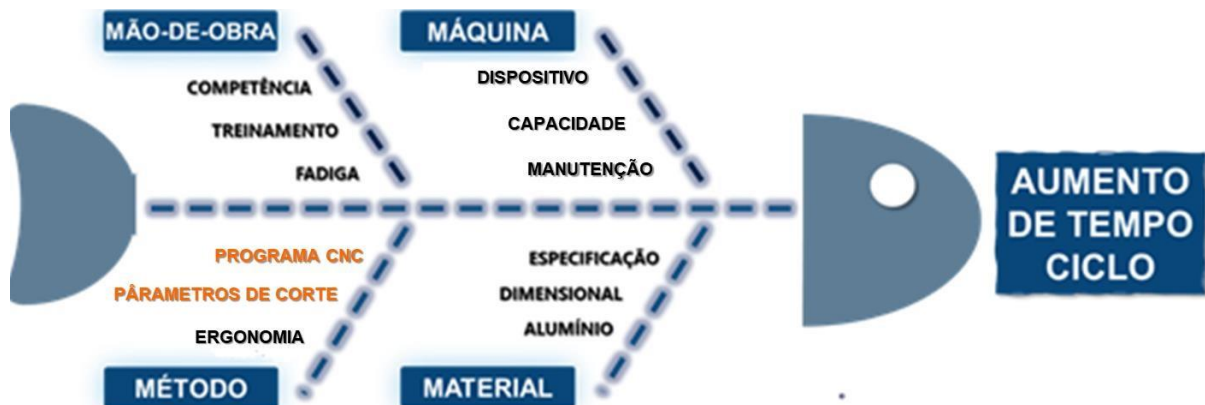 MÃO-DE-OBRA
COMPETÊNCIA
TREINAMENTO
FADIGA
MÁQUINA
DISPOSITIVO
CAPACIDADE
MANUTENÇÃO
PROGRAMA CNC
PÂRAMETROS DE CORTE
ERGONOMIA
MÉTODO
ESPECIFICAÇÃO
DIMENSIONAL
ALUMÍNIO
MATERIAL
AUMENTO
DE TEMPO
CICLO